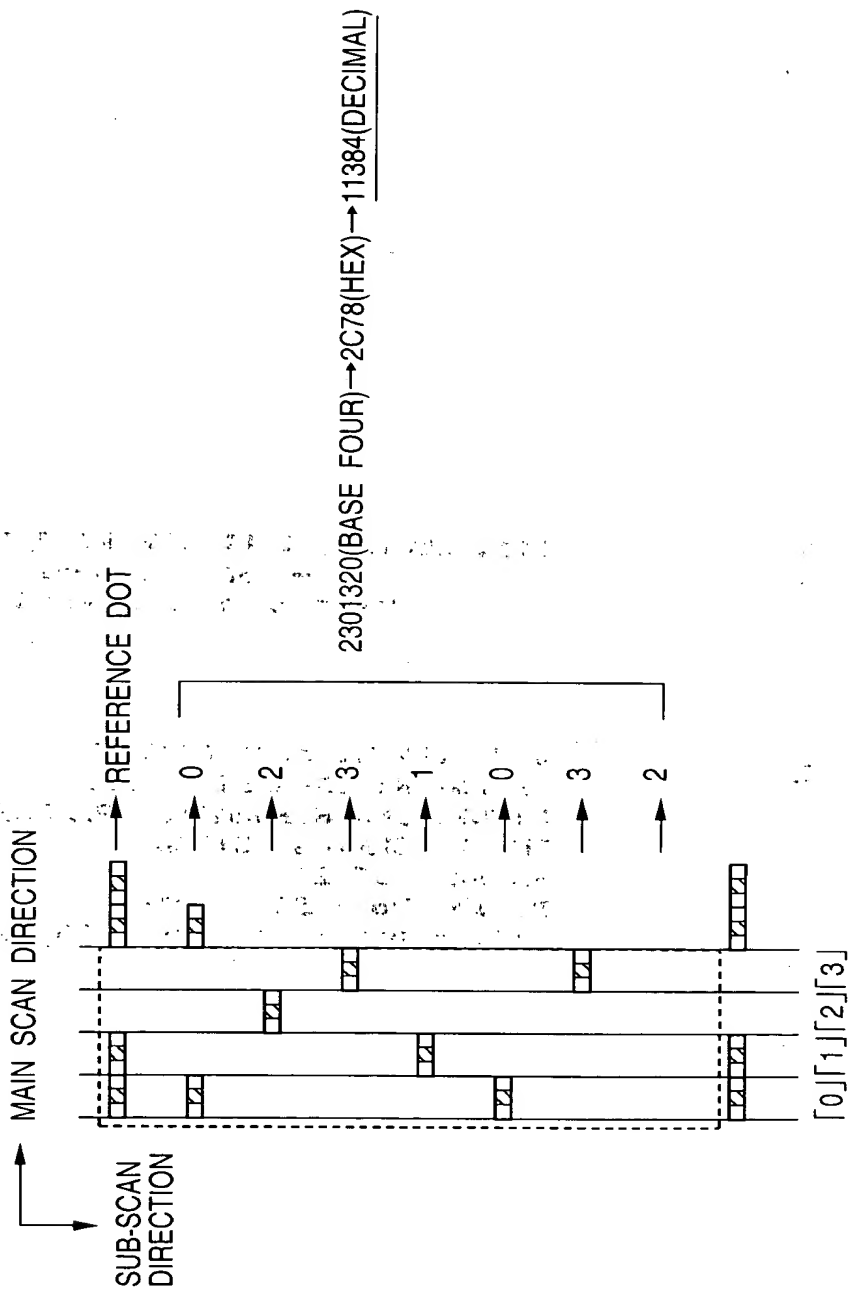 MAIN SCAN DIRECTION
SUB-SCAN
DIRECTION
REFERENCE DOT
0
2
3
1
0
3
2
2301320(BASE FOUR)→2C78(HEX)→11384(DECIMAL)
「0」「1」「2」「3」